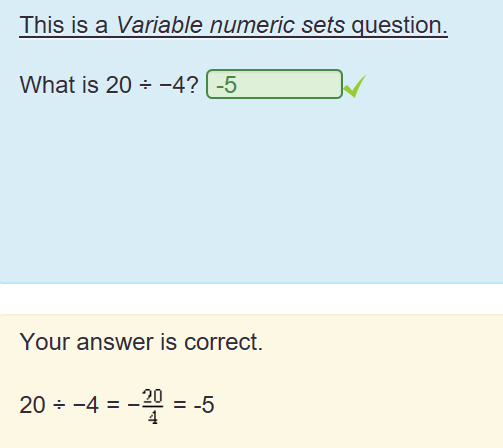 This is a Variable numeric sets question.
What is 20 ÷ −4? -5
Your answer is correct.
20 ÷ −4 = −20/4 = -5